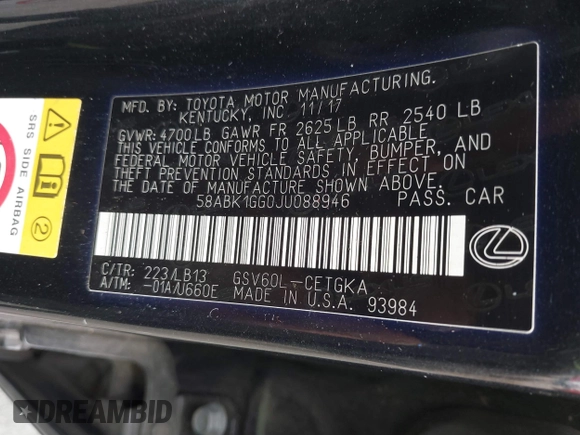 MFD. BY: TOYOTA MOTOR MANUFACTURING.
KENTUCKY, INC 11/17
GVWR: 4700LB GAWR FR 2625LB RR 2540 LB
THIS VEHICLE CONFORMS TO ALL APPLICABLE
FEDERAL MOTOR VEHICLE SAFETY, BUMPER, AND
THEFT PREVENTION STANDARDS IN EFFECT ON
THE DATE OF MANUFACTURE SHOWN ABOVE.
58ABK1GG0JU088946 PASS. CAR
C/TR: 223/LB13 GSV60L-CETGKA
A/TM: -01A/U660E MADE IN U.S.A. 93984
SRS SIDE AIRBAG
2
DREAMBID